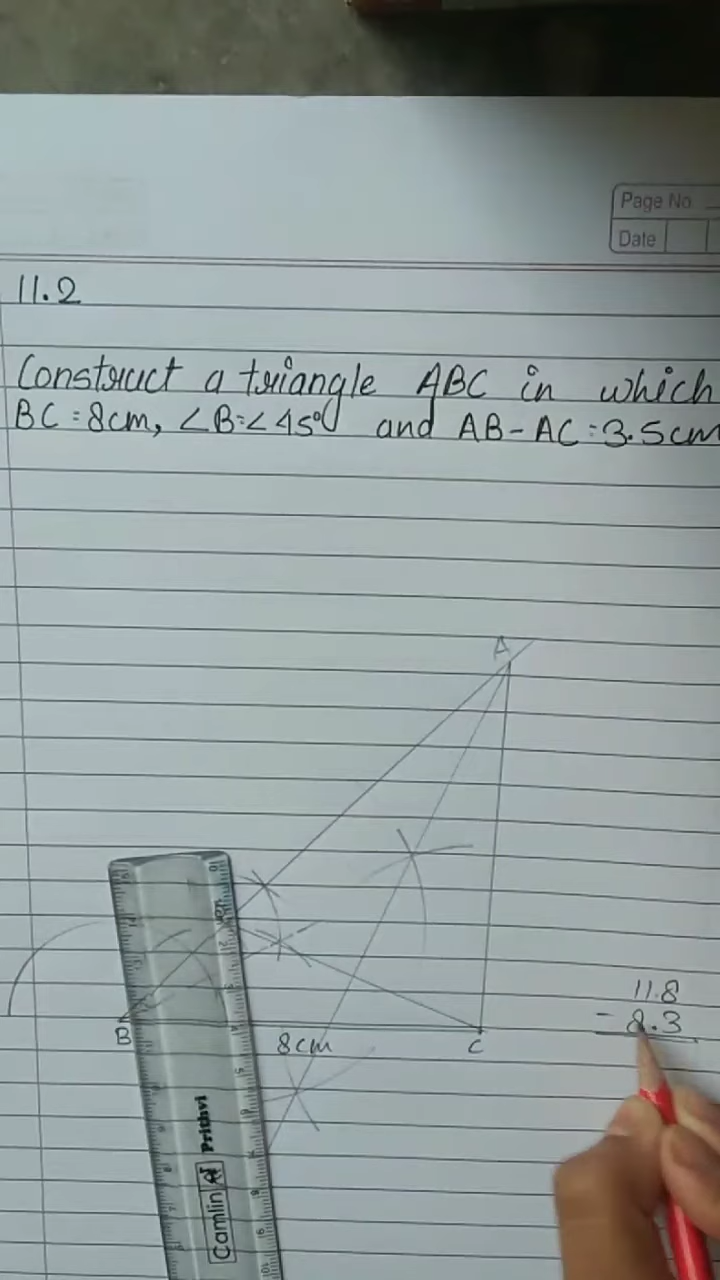 Page No
Date
11.2
Construct a triangle ABC in which
BC = 8cm, ∠B = ∠45° and AB - AC = 3.5cm
A
B
8cm
C
11.8
- 8.3
Camlin Prithvi